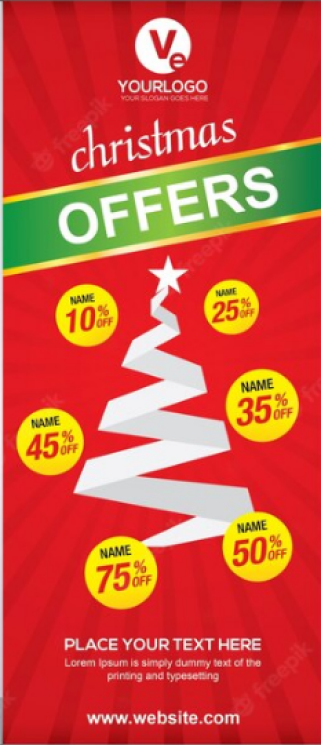 Ve
YOURLOGO
YOUR SLOGAN GOES HERE
christmas
OFFERS
NAME
10% OFF
NAME
25% OFF
NAME
35% OFF
NAME
45% OFF
NAME
50% OFF
NAME
75% OFF
PLACE YOUR TEXT HERE
Lorem Ipsum is simply dummy text of the
printing and typesetting
www.website.com
freepik